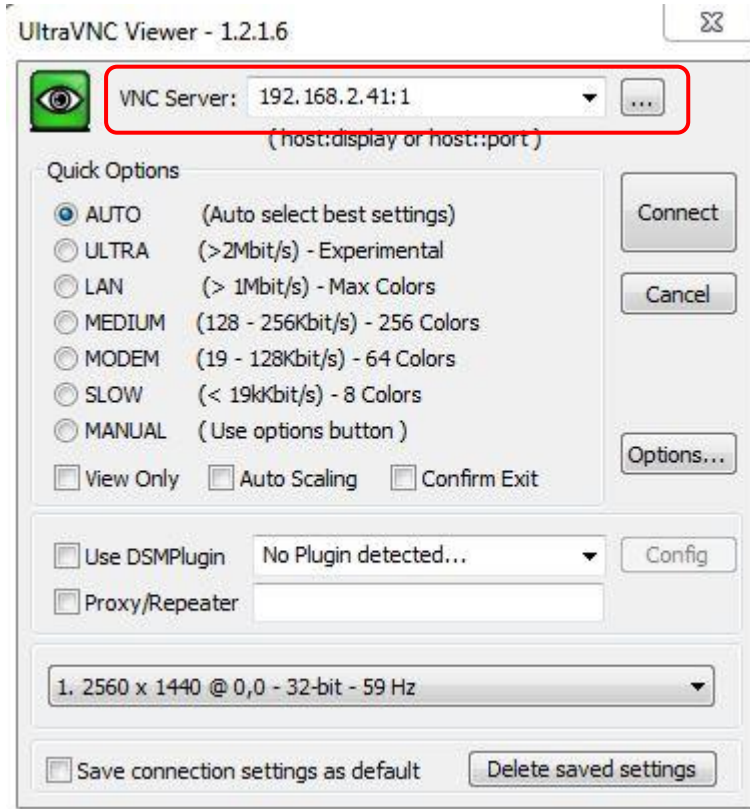 UltraVNC Viewer - 1.2.1.6
VNC Server: 192.168.2.41:1 ...
( host:display or host::port )
Quick Options
AUTO (Auto select best settings)
ULTRA (>2Mbit/s) - Experimental
LAN (> 1Mbit/s) - Max Colors
MEDIUM (128 - 256Kbit/s) - 256 Colors
MODEM (19 - 128Kbit/s) - 64 Colors
SLOW (< 19kKbit/s) - 8 Colors
MANUAL ( Use options button )
View Only Auto Scaling Confirm Exit
Connect
Cancel
Options...
Use DSMPlugin No Plugin detected... Config
Proxy/Repeater
1. 2560 x 1440 @ 0,0 - 32-bit - 59 Hz
Save connection settings as default Delete saved settings